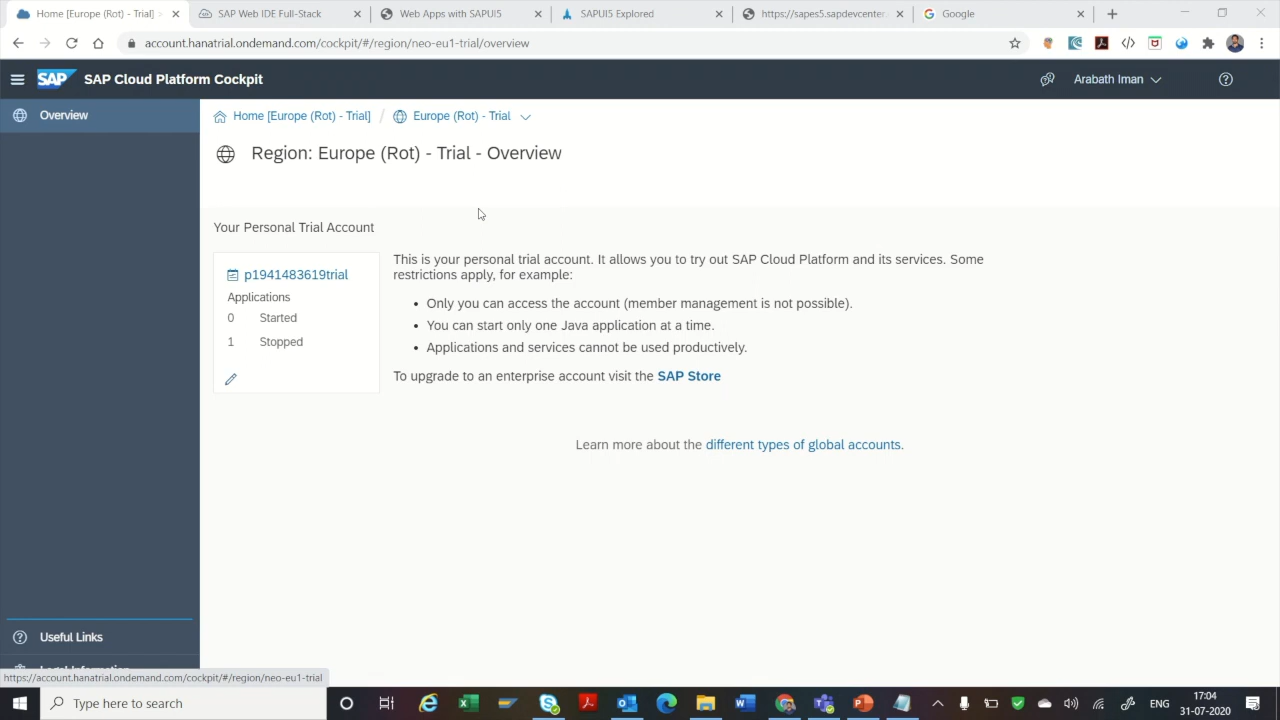 Home [Europe (Rot) - Trial]
SAP Web IDE Full-Stack
Web Apps with SAPUI5
SAPUI5 Explored
https://sapes5.sapdevcenter.
Google
account.hanatrial.ondemand.com/cockpit/#/region/neo-eu1-trial/overview
SAP SAP Cloud Platform Cockpit
Arabath Iman
Overview
Home [Europe (Rot) - Trial] / Europe (Rot) - Trial
Region: Europe (Rot) - Trial - Overview
Your Personal Trial Account
p1941483619trial
Applications
0 Started
1 Stopped
This is your personal trial account. It allows you to try out SAP Cloud Platform and its services. Some
restrictions apply, for example:
• Only you can access the account (member management is not possible).
• You can start only one Java application at a time.
• Applications and services cannot be used productively.
To upgrade to an enterprise account visit the SAP Store
Learn more about the different types of global accounts.
Useful Links
Legal Information
https://account.hanatrial.ondemand.com/cockpit/#/region/neo-eu1-trial
Type here to search
ENG
17:04
31-07-2020